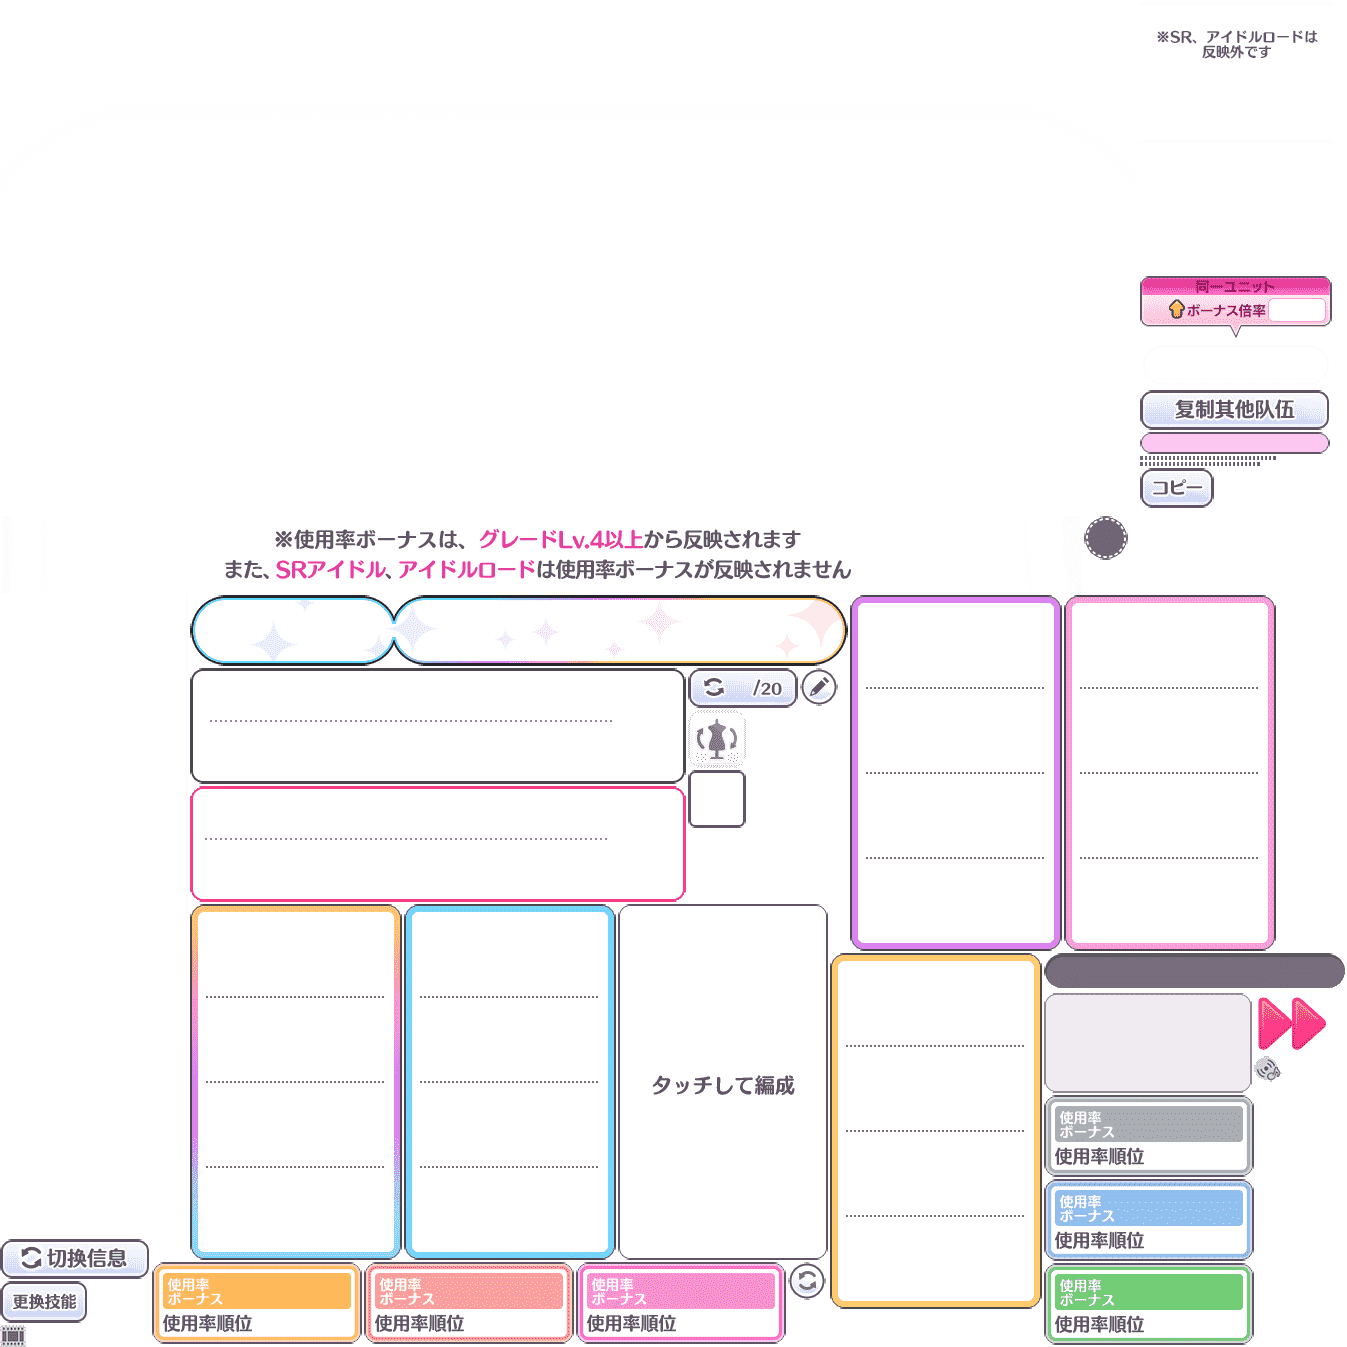 ※SR、アイドルロードは
反映外です
同一ユニット
ボーナス倍率
复制其他队伍
コピー
※使用率ボーナスは、グレードLv.4以上から反映されます
また、SRアイドル、アイドルロードは使用率ボーナスが反映されません
/20
タッチして編成
使用率
ボーナス
使用率順位
使用率
ボーナス
使用率順位
切换信息
更换技能
使用率
ボーナス
使用率順位
使用率
ボーナス
使用率順位
使用率
ボーナス
使用率順位
使用率
ボーナス
使用率順位